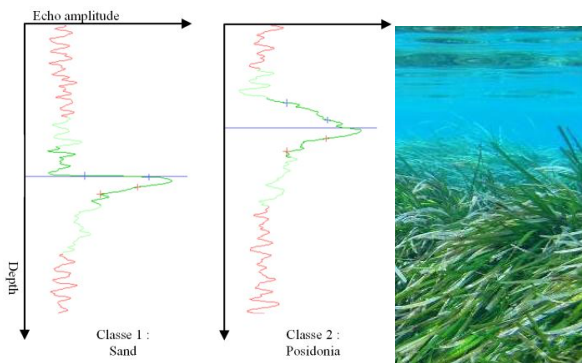 Echo amplitude
Depth
Classe 1 :
Sand
Classe 2 :
Posidonia